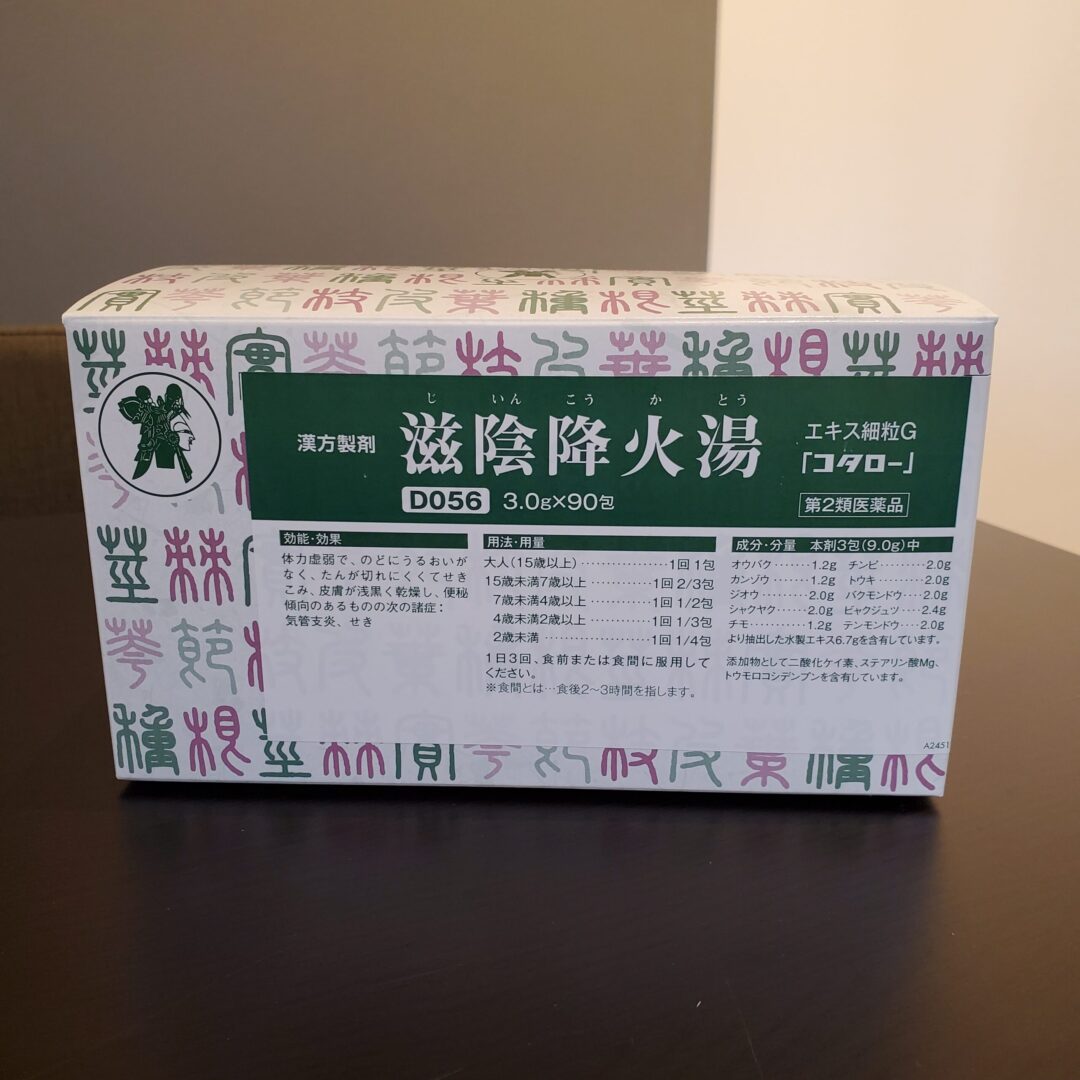 じいんこうかとう
漢方製剤
滋陰降火湯
エキス細粒G
「コタロー」
D056 3.0g×90包
第2類医薬品
効能・効果
体力虚弱で、のどにうるおいが
なく、たんが切れにくくてせき
こみ、皮膚が浅黒く乾燥し、便秘
傾向のあるものの次の諸症：
気管支炎、せき
用法・用量
大人(15歳以上)………………1回 1包
15歳未満7歳以上……………1回 2/3包
7歳未満4歳以上……………1回 1/2包
4歳未満2歳以上……………1回 1/3包
2歳未満………………1回 1/4包
1日3回、食前または食間に服用して
ください。
※食間とは…食後2～3時間を指します。
成分・分量 本剤3包(9.0g)中
オウバク………1.2g チンピ………2.0g
カンゾウ………1.2g トウキ………2.0g
ジオウ………2.0g バクモンドウ…2.0g
シャクヤク……2.0g ビャクジュツ…2.4g
チモ…………1.2g テンモンドウ…2.0g
より抽出した水製エキス6.7gを含有しています。
添加物として二酸化ケイ素、ステアリン酸Mg、
トウモロコシデンプンを含有しています。
A2451